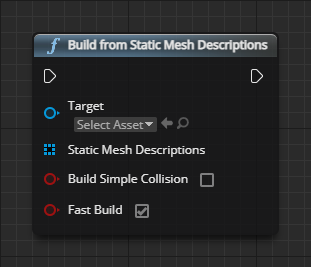 f Build from Static Mesh Descriptions
Target
Select Asset
Static Mesh Descriptions
Build Simple Collision
Fast Build